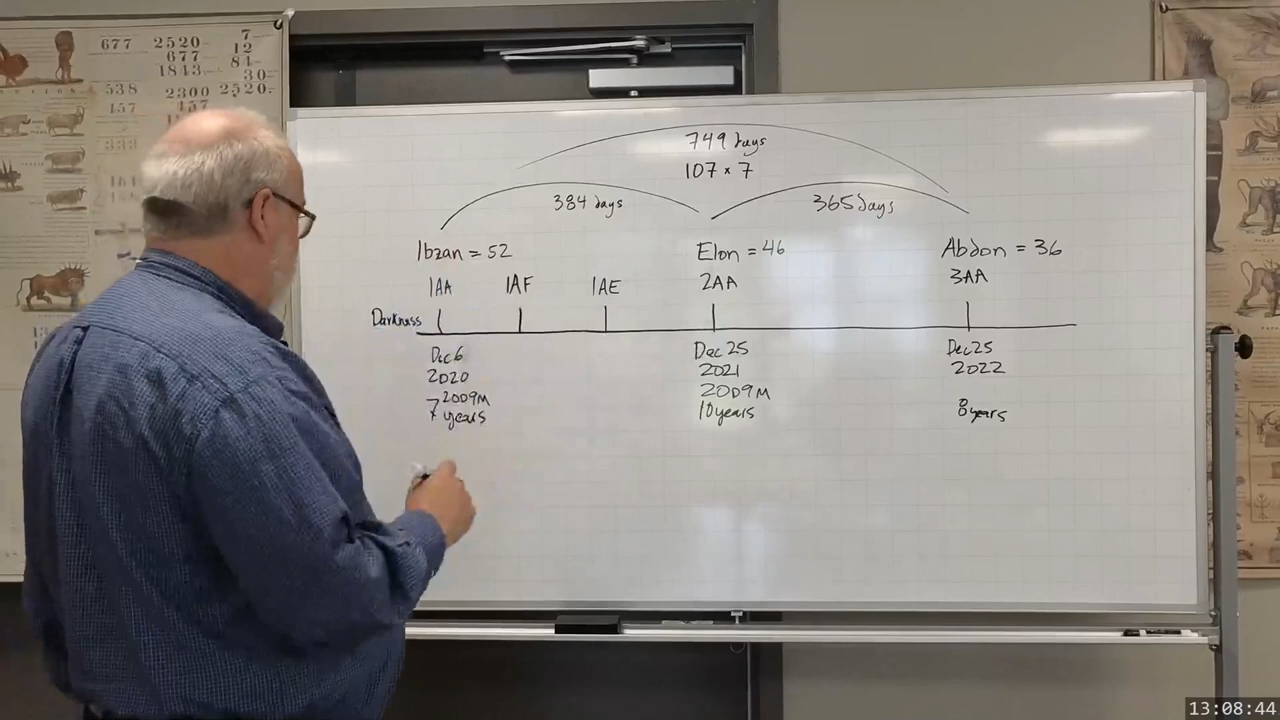 677
2520
677
1843
7
12
84
30
2520
538
457
2300
457
333
749 days
107 × 7
384 days
365 days
Ibzan = 52
Elon = 46
Abdon = 36
1AA
1AF
1AE
2AA
3AA
Darkness
Dec 6
2020
2009M
7 years
Dec 25
2021
2009M
10 years
Dec 25
2022
8 years
13:08:44